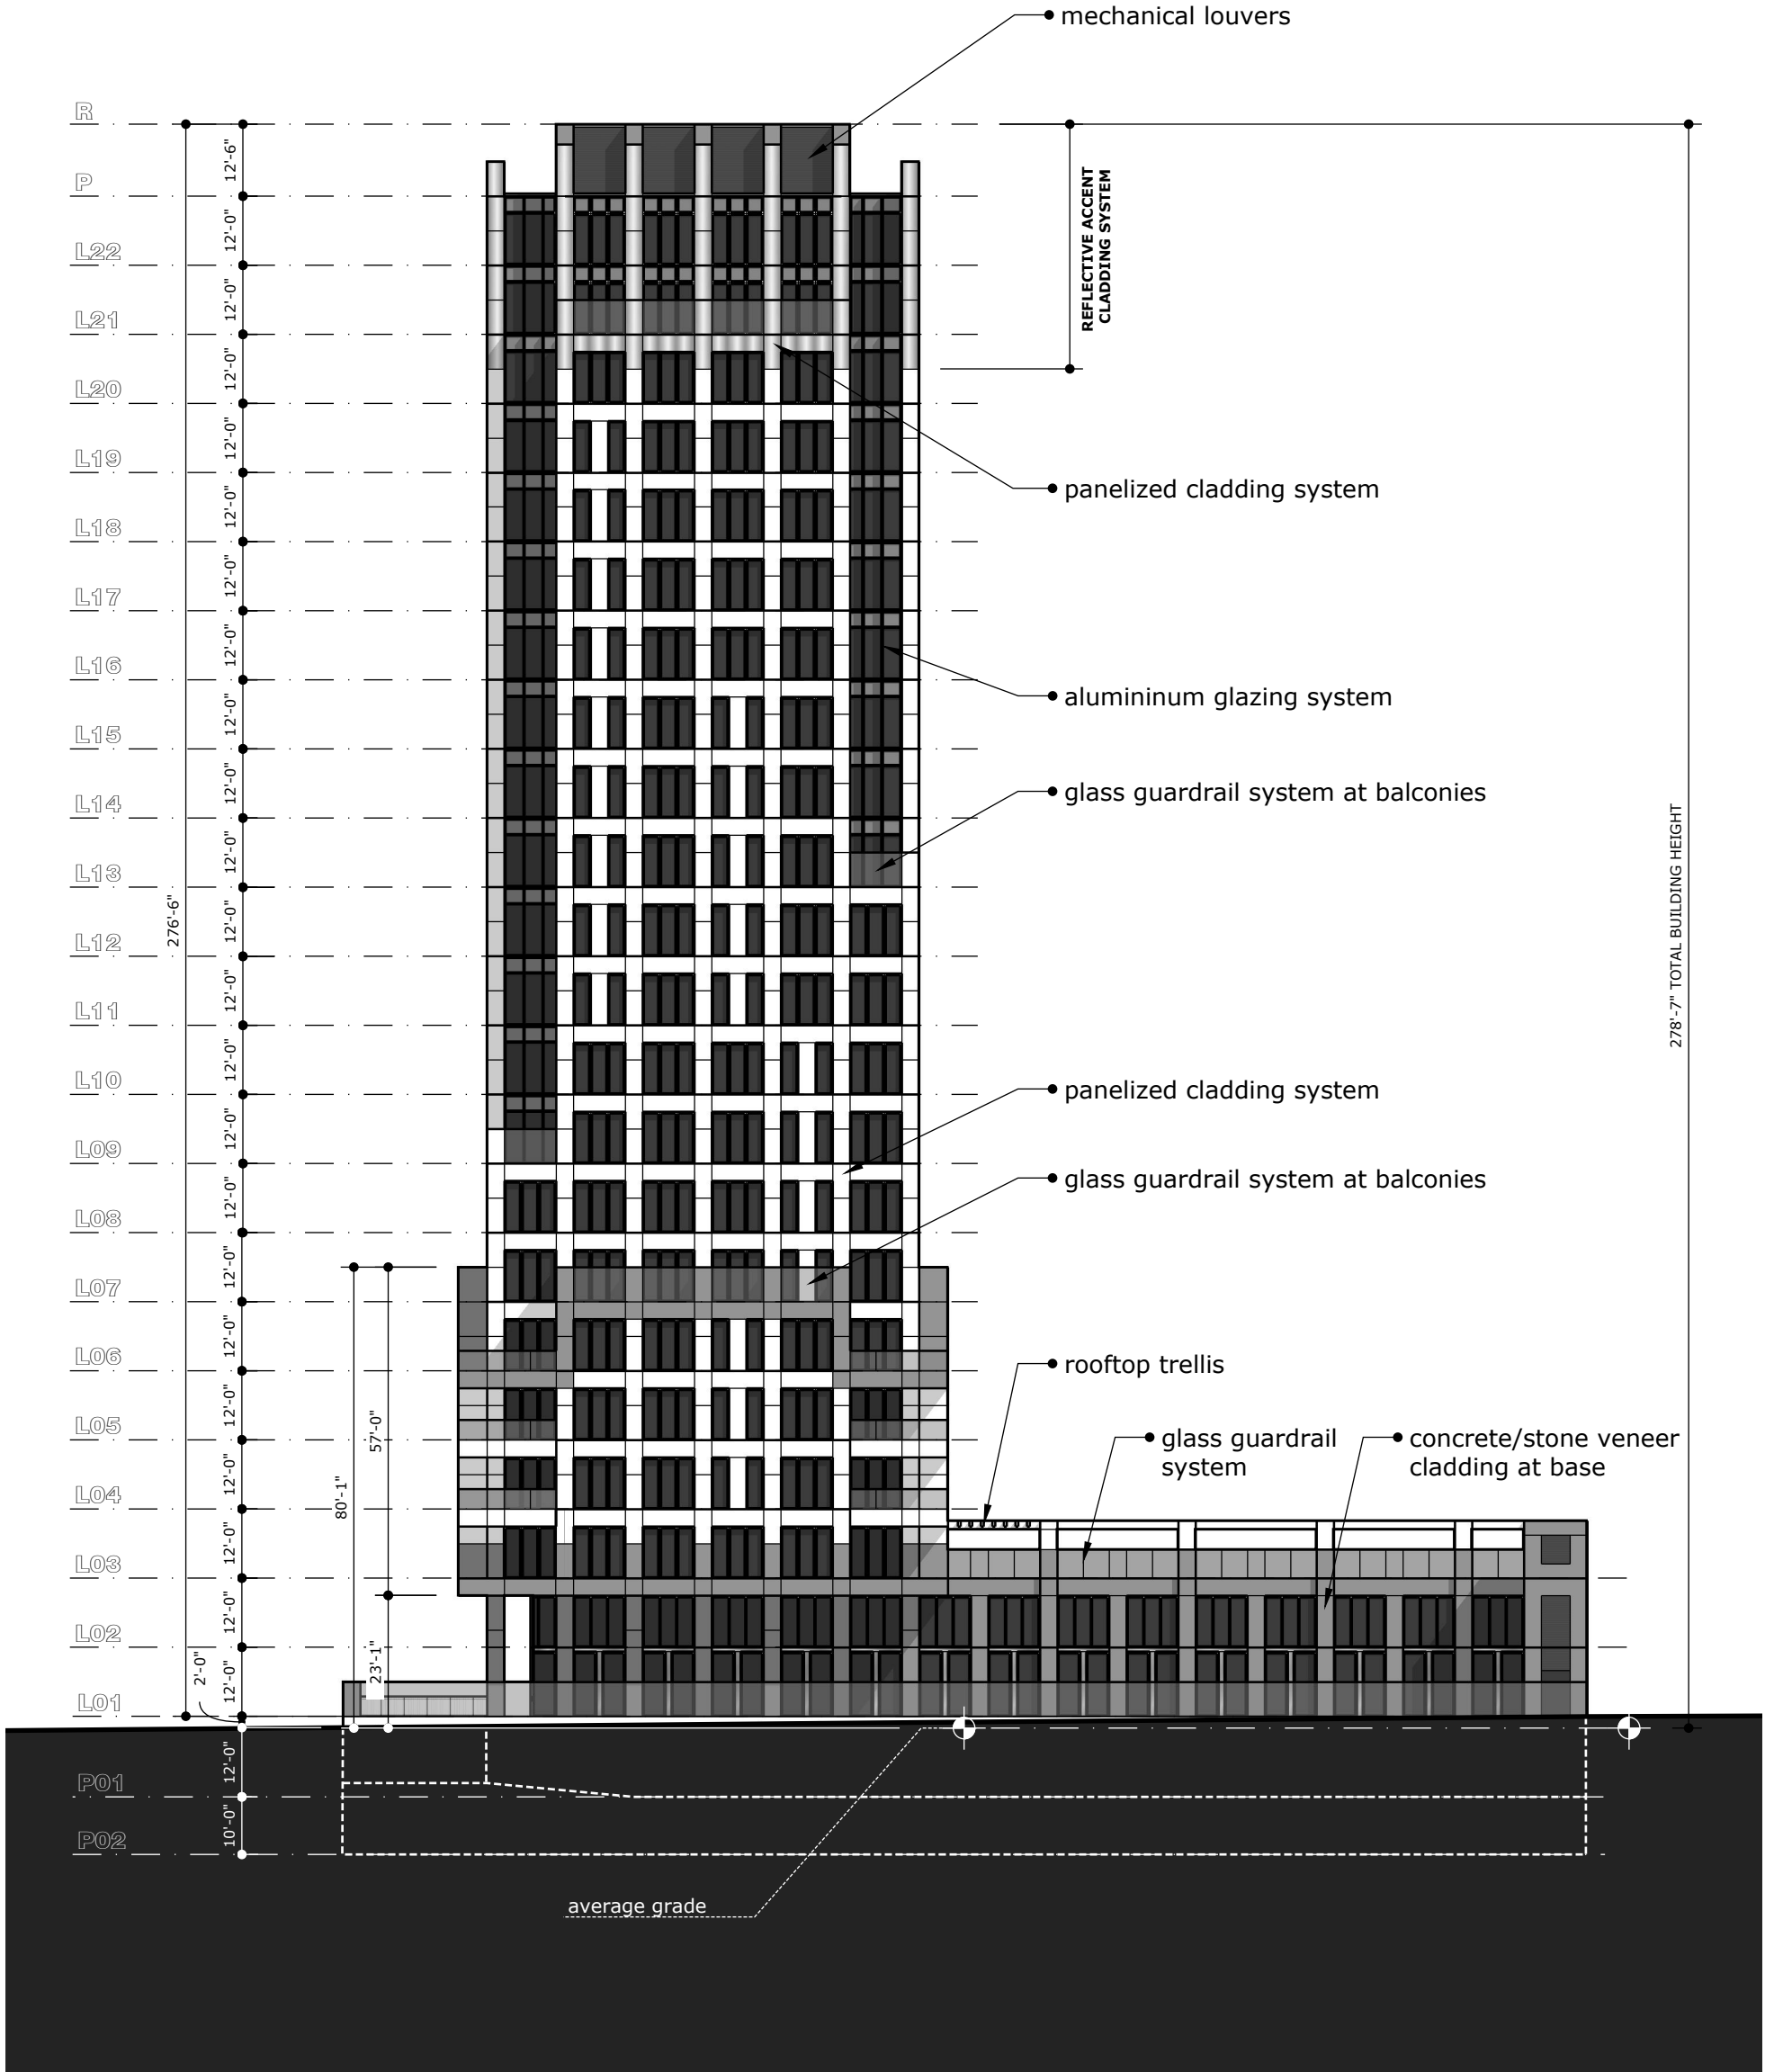 mechanical louvers
R
12'-6"
P
12'-0"
L22
12'-0"
L21
12'-0"
L20
12'-0"
L19
12'-0"
L18
12'-0"
L17
12'-0"
L16
12'-0"
L15
12'-0"
L14
12'-0"
L13
12'-0"
L12
12'-0"
L11
12'-0"
L10
12'-0"
L09
12'-0"
L08
12'-0"
L07
12'-0"
L06
12'-0"
L05
12'-0"
L04
12'-0"
L03
12'-0"
L02
12'-0"
L01
12'-0"
P01
10'-0"
P02
276'-6"
2'-0"
80'-1"
57'-0"
23'-1"
REFLECTIVE ACCENT
CLADDING SYSTEM
panelized cladding system
alumininum glazing system
glass guardrail system at balconies
278'-7" TOTAL BUILDING HEIGHT
panelized cladding system
glass guardrail system at balconies
rooftop trellis
glass guardrail
system
concrete/stone veneer
cladding at base
average grade